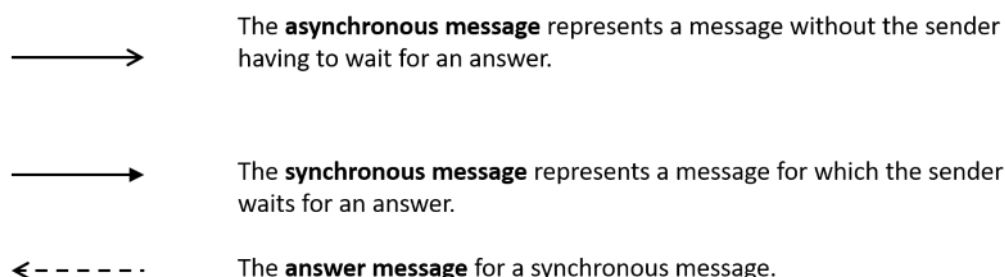 The asynchronous message represents a message without the sender
having to wait for an answer.
The synchronous message represents a message for which the sender
waits for an answer.
The answer message for a synchronous message.